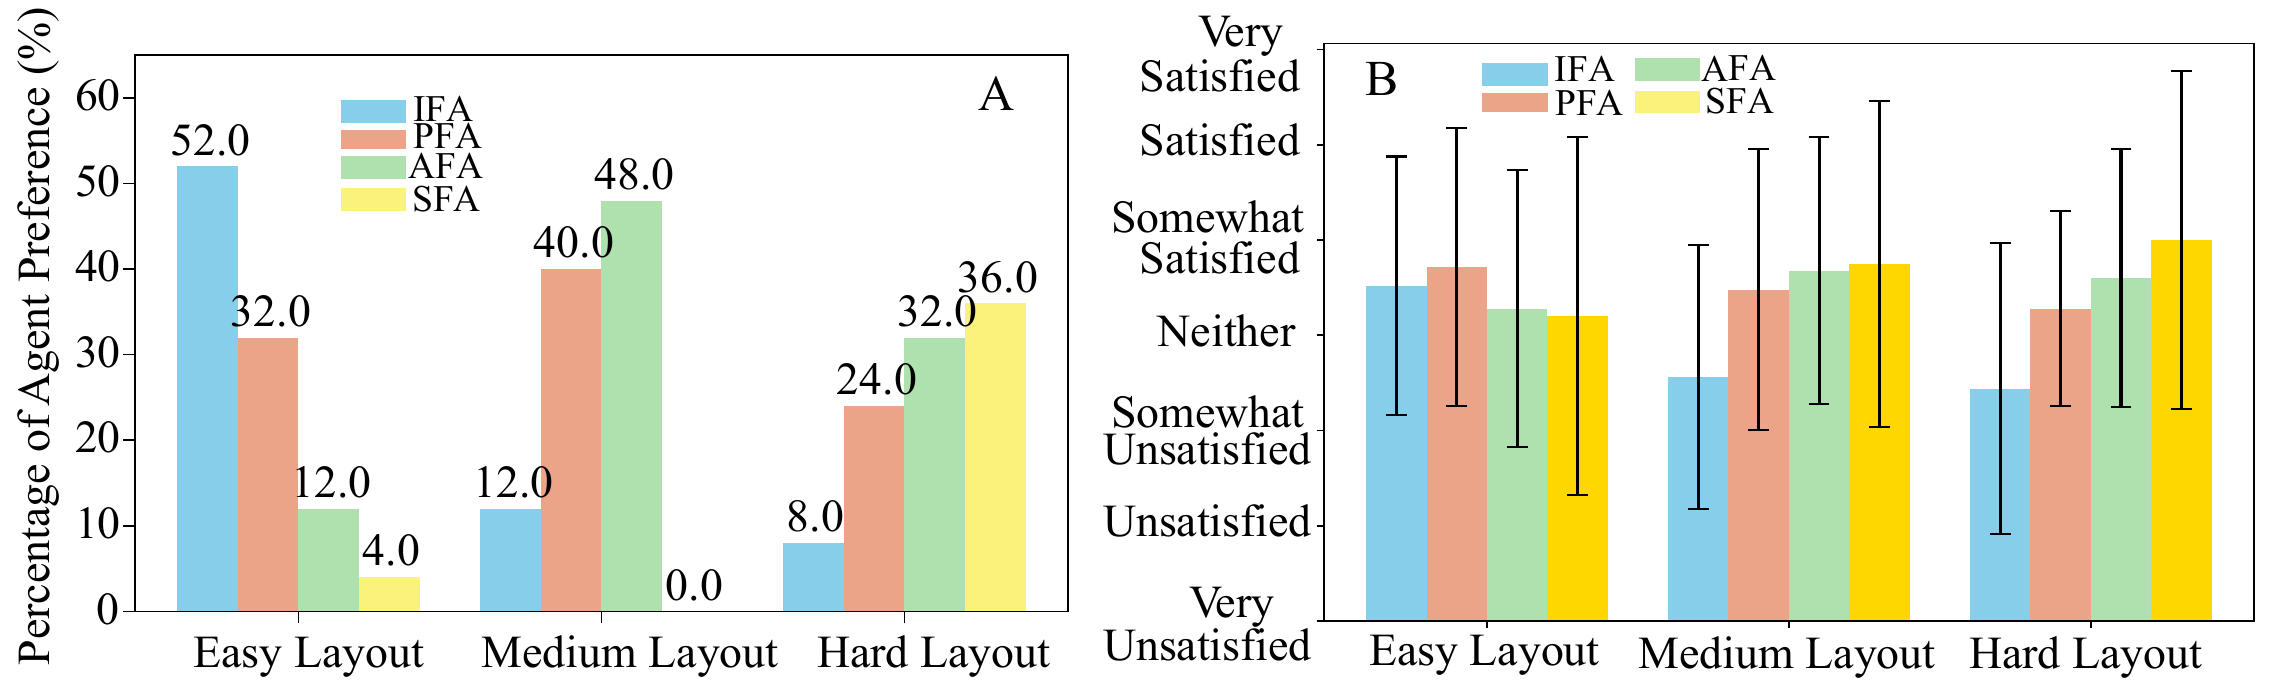 Percentage of Agent Preference (%)
60
50
40
30
20
10
0
A
IFA
PFA
AFA
SFA
52.0
32.0
12.0
4.0
12.0
40.0
48.0
0.0
8.0
24.0
32.0
36.0
Easy Layout
Medium Layout
Hard Layout
Very
Satisfied
Satisfied
Somewhat
Satisfied
Neither
Somewhat
Unsatisfied
Unsatisfied
Very
Unsatisfied
B
IFA
AFA
PFA
SFA
Easy Layout
Medium Layout
Hard Layout